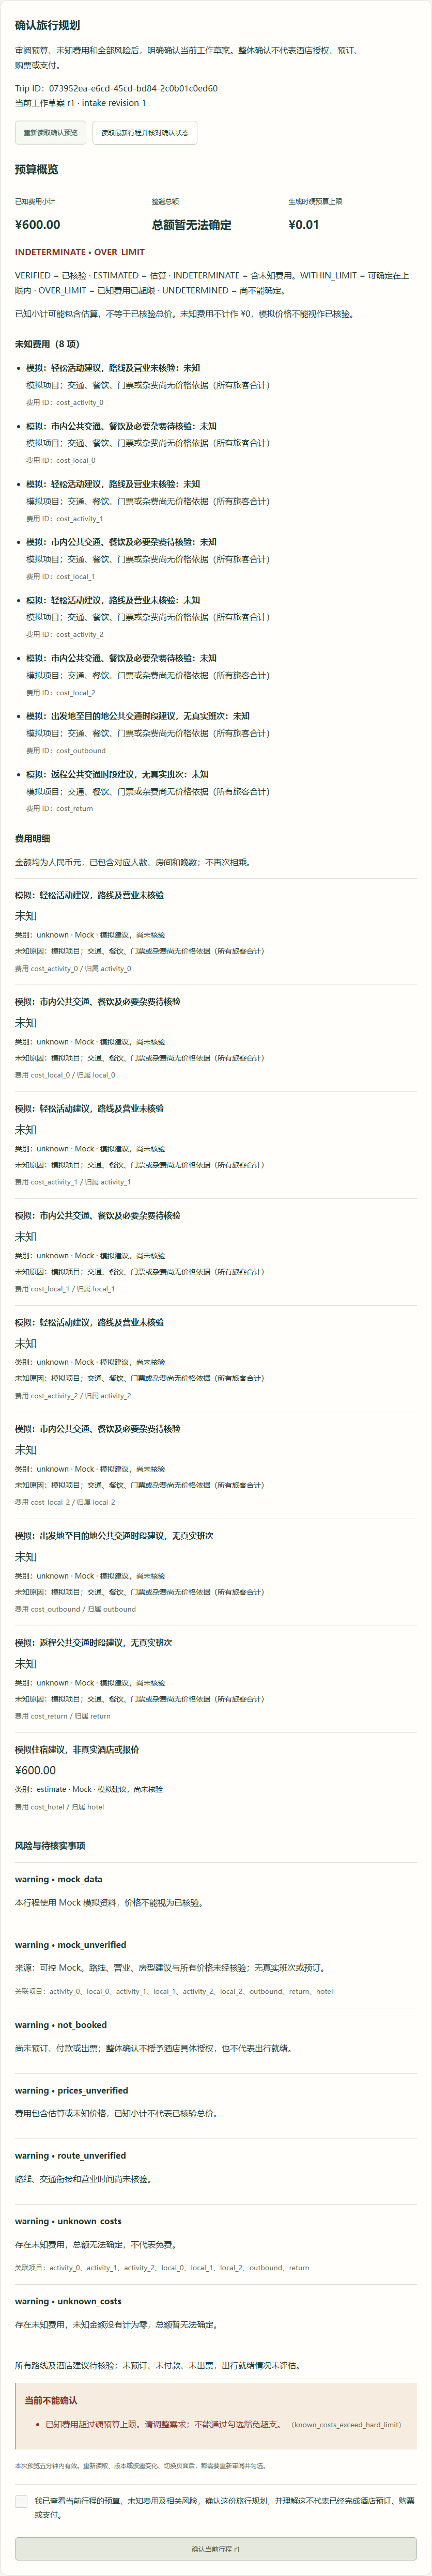 确认旅行规划
审阅预算、未知费用和全部风险后，明确确认当前工作草案。整体确认不代表酒店授权、预订、
购票或支付。
Trip ID：073952ea-e6cd-45cd-bd84-2c0b01c0ed60
当前工作草案 r1 · intake revision 1
重新读取确认预览
读取最新行程并核对确认状态
预算概览
已知费用小计
整趟总额
生成时硬预算上限
¥600.00
总额暂无法确定
¥0.01
INDETERMINATE • OVER_LIMIT
VERIFIED = 已核验 · ESTIMATED = 估算 · INDETERMINATE = 含未知费用。WITHIN_LIMIT = 可确定在上
限内 · OVER_LIMIT = 已知费用已超限 · UNDETERMINED = 尚不能确定。
已知小计可能包含估算，不等于已核验总价。未知费用不计作 ¥0，模拟价格不能视作已核验。
未知费用（8 项）
模拟：轻松活动建议，路线及营业未核验：未知
模拟项目；交通、餐饮、门票或杂费尚无价格依据（所有旅客合计）
费用 ID：cost_activity_0
模拟：市内公共交通、餐饮及必要杂费待核验：未知
模拟项目；交通、餐饮、门票或杂费尚无价格依据（所有旅客合计）
费用 ID：cost_local_0
模拟：轻松活动建议，路线及营业未核验：未知
模拟项目；交通、餐饮、门票或杂费尚无价格依据（所有旅客合计）
费用 ID：cost_activity_1
模拟：市内公共交通、餐饮及必要杂费待核验：未知
模拟项目；交通、餐饮、门票或杂费尚无价格依据（所有旅客合计）
费用 ID：cost_local_1
模拟：轻松活动建议，路线及营业未核验：未知
模拟项目；交通、餐饮、门票或杂费尚无价格依据（所有旅客合计）
费用 ID：cost_activity_2
模拟：市内公共交通、餐饮及必要杂费待核验：未知
模拟项目；交通、餐饮、门票或杂费尚无价格依据（所有旅客合计）
费用 ID：cost_local_2
模拟：出发地至目的地公共交通时段建议，无真实班次：未知
模拟项目；交通、餐饮、门票或杂费尚无价格依据（所有旅客合计）
费用 ID：cost_outbound
模拟：返程公共交通时段建议，无真实班次：未知
模拟项目；交通、餐饮、门票或杂费尚无价格依据（所有旅客合计）
费用 ID：cost_return
费用明细
金额均为人民币元，已包含对应人数、房间和晚数；不再次相乘。
模拟：轻松活动建议，路线及营业未核验
未知
类别：unknown · Mock · 模拟建议，尚未核验
未知原因：模拟项目；交通、餐饮、门票或杂费尚无价格依据（所有旅客合计）
费用 cost_activity_0 / 归属 activity_0
模拟：市内公共交通、餐饮及必要杂费待核验
未知
类别：unknown · Mock · 模拟建议，尚未核验
未知原因：模拟项目；交通、餐饮、门票或杂费尚无价格依据（所有旅客合计）
费用 cost_local_0 / 归属 local_0
模拟：轻松活动建议，路线及营业未核验
未知
类别：unknown · Mock · 模拟建议，尚未核验
未知原因：模拟项目；交通、餐饮、门票或杂费尚无价格依据（所有旅客合计）
费用 cost_activity_1 / 归属 activity_1
模拟：市内公共交通、餐饮及必要杂费待核验
未知
类别：unknown · Mock · 模拟建议，尚未核验
未知原因：模拟项目；交通、餐饮、门票或杂费尚无价格依据（所有旅客合计）
费用 cost_local_1 / 归属 local_1
模拟：轻松活动建议，路线及营业未核验
未知
类别：unknown · Mock · 模拟建议，尚未核验
未知原因：模拟项目；交通、餐饮、门票或杂费尚无价格依据（所有旅客合计）
费用 cost_activity_2 / 归属 activity_2
模拟：市内公共交通、餐饮及必要杂费待核验
未知
类别：unknown · Mock · 模拟建议，尚未核验
未知原因：模拟项目；交通、餐饮、门票或杂费尚无价格依据（所有旅客合计）
费用 cost_local_2 / 归属 local_2
模拟：出发地至目的地公共交通时段建议，无真实班次
未知
类别：unknown · Mock · 模拟建议，尚未核验
未知原因：模拟项目；交通、餐饮、门票或杂费尚无价格依据（所有旅客合计）
费用 cost_outbound / 归属 outbound
模拟：返程公共交通时段建议，无真实班次
未知
类别：unknown · Mock · 模拟建议，尚未核验
未知原因：模拟项目；交通、餐饮、门票或杂费尚无价格依据（所有旅客合计）
费用 cost_return / 归属 return
模拟住宿建议，非真实酒店或报价
¥600.00
类别：estimate · Mock · 模拟建议，尚未核验
费用 cost_hotel / 归属 hotel
风险与待核实事项
warning • mock_data
本行程使用 Mock 模拟资料，价格不能视为已核验。
warning • mock_unverified
来源：可控 Mock。路线、营业、房型建议与所有价格未经核验；无真实班次或预订。
关联项目：activity_0、local_0、activity_1、local_1、activity_2、local_2、outbound、return、hotel
warning • not_booked
尚未预订、付款或出票；整体确认不授予酒店具体授权，也不代表出行就绪。
warning • prices_unverified
费用包含估算或未知价格，已知小计不代表已核验总价。
warning • route_unverified
路线、交通衔接和营业时间尚未核验。
warning • unknown_costs
存在未知费用，总额无法确定，不代表免费。
关联项目：activity_0、activity_1、activity_2、local_0、local_1、local_2、outbound、return
warning • unknown_costs
存在未知费用，未知金额没有计为零，总额暂无法确定。
所有路线及酒店建议待核验；未预订、未付款、未出票，出行就绪情况未评估。
当前不能确认
已知费用超过硬预算上限。请调整需求；不能通过勾选豁免超支。（known_costs_exceed_hard_limit）
本次预览五分钟内有效。重新读取、版本或披露变化、切换页面后，都需要重新审阅并勾选。
我已查看当前行程的预算、未知费用及相关风险，确认这份旅行规划，并理解这不代表已经完成酒店预订、购票
或支付。
确认当前行程 r1